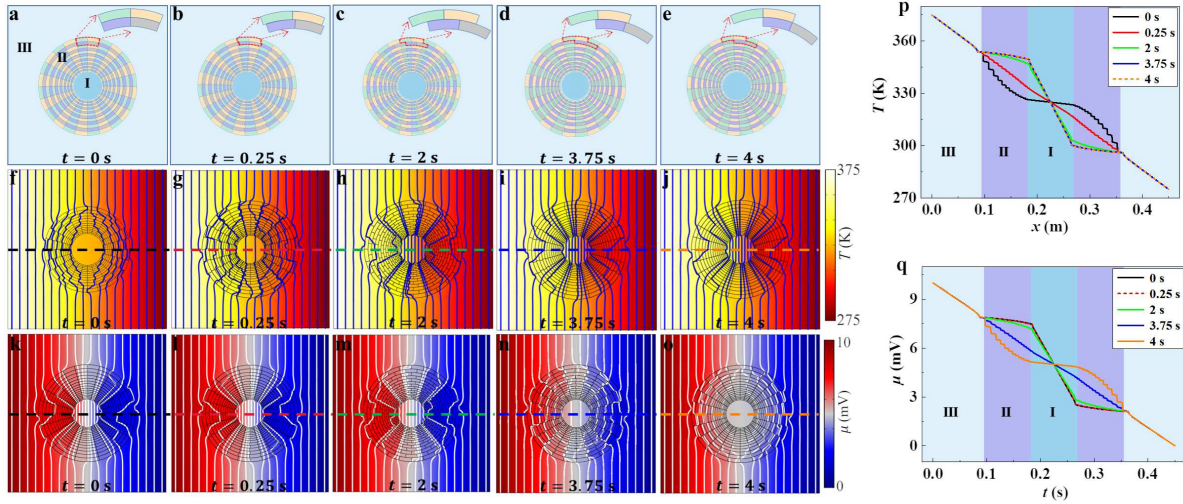 a
III
II
I
t = 0 s
b
t = 0.25 s
c
t = 2 s
d
t = 3.75 s
e
t = 4 s
f
t = 0 s
g
t = 0.25 s
h
t = 2 s
i
t = 3.75 s
j
t = 4 s
375
T (K)
275
k
t = 0 s
l
t = 0.25 s
m
t = 2 s
n
t = 3.75 s
o
t = 4 s
10
μ (mV)
0
p
360
330
300
270
T (K)
0 s
0.25 s
2 s
3.75 s
4 s
III
II
I
0.0
0.1
0.2
0.3
0.4
x (m)
q
9
6
3
0
μ (mV)
0 s
0.25 s
2 s
3.75 s
4 s
III
II
I
0.0
0.1
0.2
0.3
0.4
t (s)